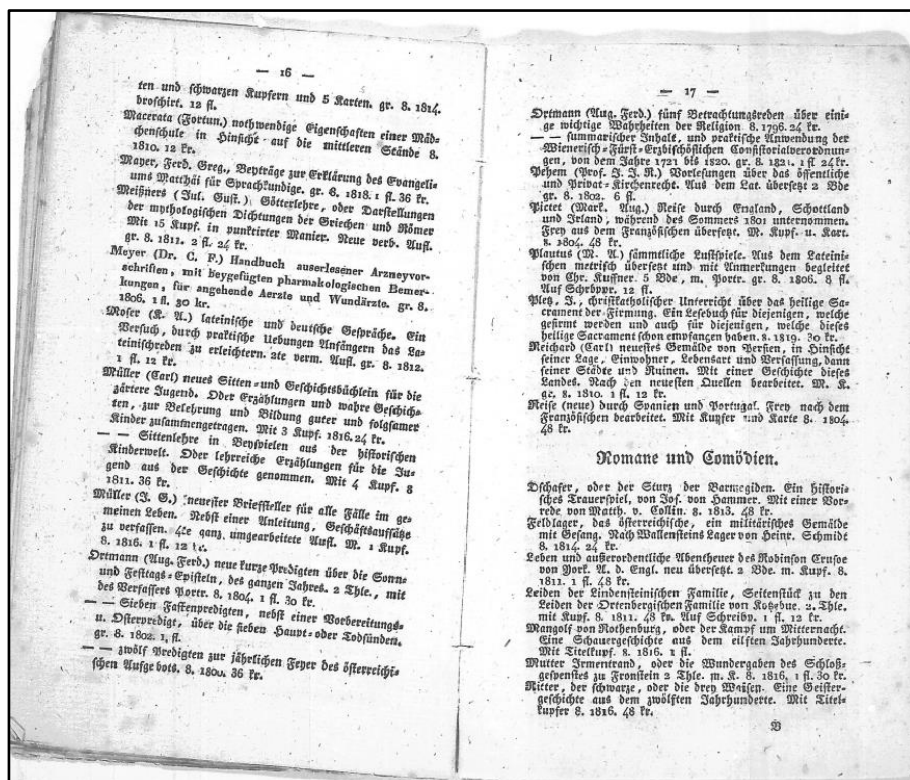 — 16 —
ten und schwarzen Kupfern und 5 Karten. gr. 8. 1814.
broschirt. 12 fl.
Macerata (Fortun.) nothwendige Eigenschaften einer Mäd-
chenschule in Hinsicht auf die mittleren Stände 8.
1810. 12 kr.
Mayer, Ferd. Greg., Beyträge zur Erklärung des Evangeli-
ums Matthäi für Sprachkundige. gr. 8. 1818. 1 fl. 36 kr.
Meißners (Jul. Gust.) Götterlehre, oder Darstellungen
der mythologischen Dichtungen der Griechen und Römer
Mit 15 Kupf. in punktirter Manier. Neue verb. Aufl.
gr. 8. 1811. 2 fl. 24 kr.
Meyer (Dr. C. F.) Handbuch auserlesener Arzneyvor-
schriften, mit beygefügten pharmakologischen Bemer-
kungen, für angehende Aerzte und Wundärzte. gr. 8.
1806. 1 fl. 30 kr.
Moser (K. A.) lateinische und deutsche Gespräche. Ein
Versuch, durch praktische Uebungen Anfängern das La-
teinischreden zu erleichtern. 2te verm. Aufl. gr. 8. 1812.
1 fl. 12 kr.
Müller (Carl) neues Sitten- und Geschichtsbüchlein für die
zärtere Jugend. Oder Erzählungen und wahre Geschich-
ten, zur Belehrung und Bildung guter und folgsamer
Kinder zusammengetragen. Mit 3 Kupf. 1816. 24 kr.
— — Sittenlehre in Beyspielen aus der historischen
Kinderwelt. Oder lehrreiche Erzählungen für die Ju-
gend aus der Geschichte genommen. Mit 4 Kupf. 8
1811. 36 kr.
Müller (J. G.) neuester Briefsteller für alle Fälle im ge-
meinen Leben. Nebst einer Anleitung, Geschäftsaufsätze
zu verfassen. 4te ganz umgearbeitete Aufl. M. 1 Kupf.
8. 1816. 1 fl. 12 kr.
Ortmann (Aug. Ferd.) neue kurze Predigten über die Sonn-
und Festtags-Episteln, des ganzen Jahres. 2 Thle., mit
des Verfassers Portr. 8. 1804. 1 fl. 30 kr.
— — Sieben Fastenpredigten, nebst einer Vorbereitungs-
u. Osterpredigt, über die sieben Haupt- oder Todsünden.
gr. 8. 1802. 1 fl.
— — zwölf Predigten zur jährlichen Feyer des österreichi-
schen Aufgebots. 8. 1800. 36 kr.
— 17 —
Ortmann (Aug. Ferd.) fünf Betrachtungsreden über eini-
ge wichtige Wahrheiten der Religion 8. 1796. 24 kr.
— — summarischer Inhalt, und praktische Anwendung der
Wienerisch-Fürst-Erzbischöflichen Consistorialverordnun-
gen, von dem Jahre 1721 bis 1820. gr. 8. 1821. 1 fl 24 kr.
Pehem (Prof. J. J. N.) Vorlesungen über das öffentliche
und Privat-Kirchenrecht. Aus dem Lat. übersetzt 2 Bde
gr. 8. 1802. 6 fl.
Pictet (Mark. Aug.) Reise durch England, Schottland
und Irland, während des Sommers 1801 unternommen.
Frey aus dem Französischen übersetzt. M. Kupf. u. Kart.
8. 1804. 48 kr.
Plautus (M. A.) sämmtliche Lustspiele. Aus dem Lateini-
schen metrisch übersetzt und mit Anmerkungen begleitet
von Chr. Kuffner. 5 Bde, m. Portr. gr. 8. 1806. 8 fl.
Auf Schrbppr. 12 fl.
Pletz, J., christkatholischer Unterricht über das heilige Sa-
crament der Firmung. Ein Lesebuch für diejenigen, welche
gefirmt werden und auch für diejenigen, welche dieses
heilige Sacrament schon empfangen haben. 8. 1819. 30 kr.
Reichard (Carl) neuestes Gemälde von Persien, in Hinsicht
seiner Lage, Einwohner, Lebensart und Verfassung, dann
seiner Städte und Ruinen. Mit einer Geschichte dieses
Landes. Nach den neuesten Quellen bearbeitet. M. K.
gr. 8. 1810. 1 fl. 12 kr.
Reise (neue) durch Spanien und Portugal. Frey nach dem
Französischen bearbeitet. Mit Kupfer und Karte 8. 1804.
48 kr.
Romane und Comödien.
Dschafer, oder der Sturz der Barmegiden. Ein histori-
sches Trauerspiel, von Jos. von Hammer. Mit einer Vor-
rede von Matth. v. Collin. 8. 1813. 48 kr.
Feldlager, das österreichische, ein militärisches Gemälde
mit Gesang. Nach Wallensteins Lager von Heinr. Schmidt
8. 1814. 24 kr.
Leben und außerordentliche Abentheuer des Robinson Crusoe
von York. A. d. Engl. neu übersetzt. 2 Bde. m. Kupf. 8.
1811. 1 fl. 48 kr.
Leiden der Lindensteinischen Familie, Seitenstück zu den
Leiden der Ortenbergischen Familie von Kotzebue. 2. Thle.
mit Kupf. 8. 1811. 48 kr. Auf Schreibp. 1 fl. 12 kr.
Mangolf von Rothenburg, oder der Kampf um Mitternacht.
Eine Schauergeschichte aus dem eilften Jahrhunderte.
Mit Titelkupf. 8. 1816. 1 fl.
Mutter Irmentrand, oder die Wundergaben des Schloß-
gespenstes zu Fronstein 2 Thle. m. K. 8. 1816. 1 fl. 30 kr.
Ritter, der schwarze, oder die drey Waisen. Eine Geister-
geschichte aus dem zwölften Jahrhunderte. Mit Titel-
kupfer 8. 1816. 48 kr.
B